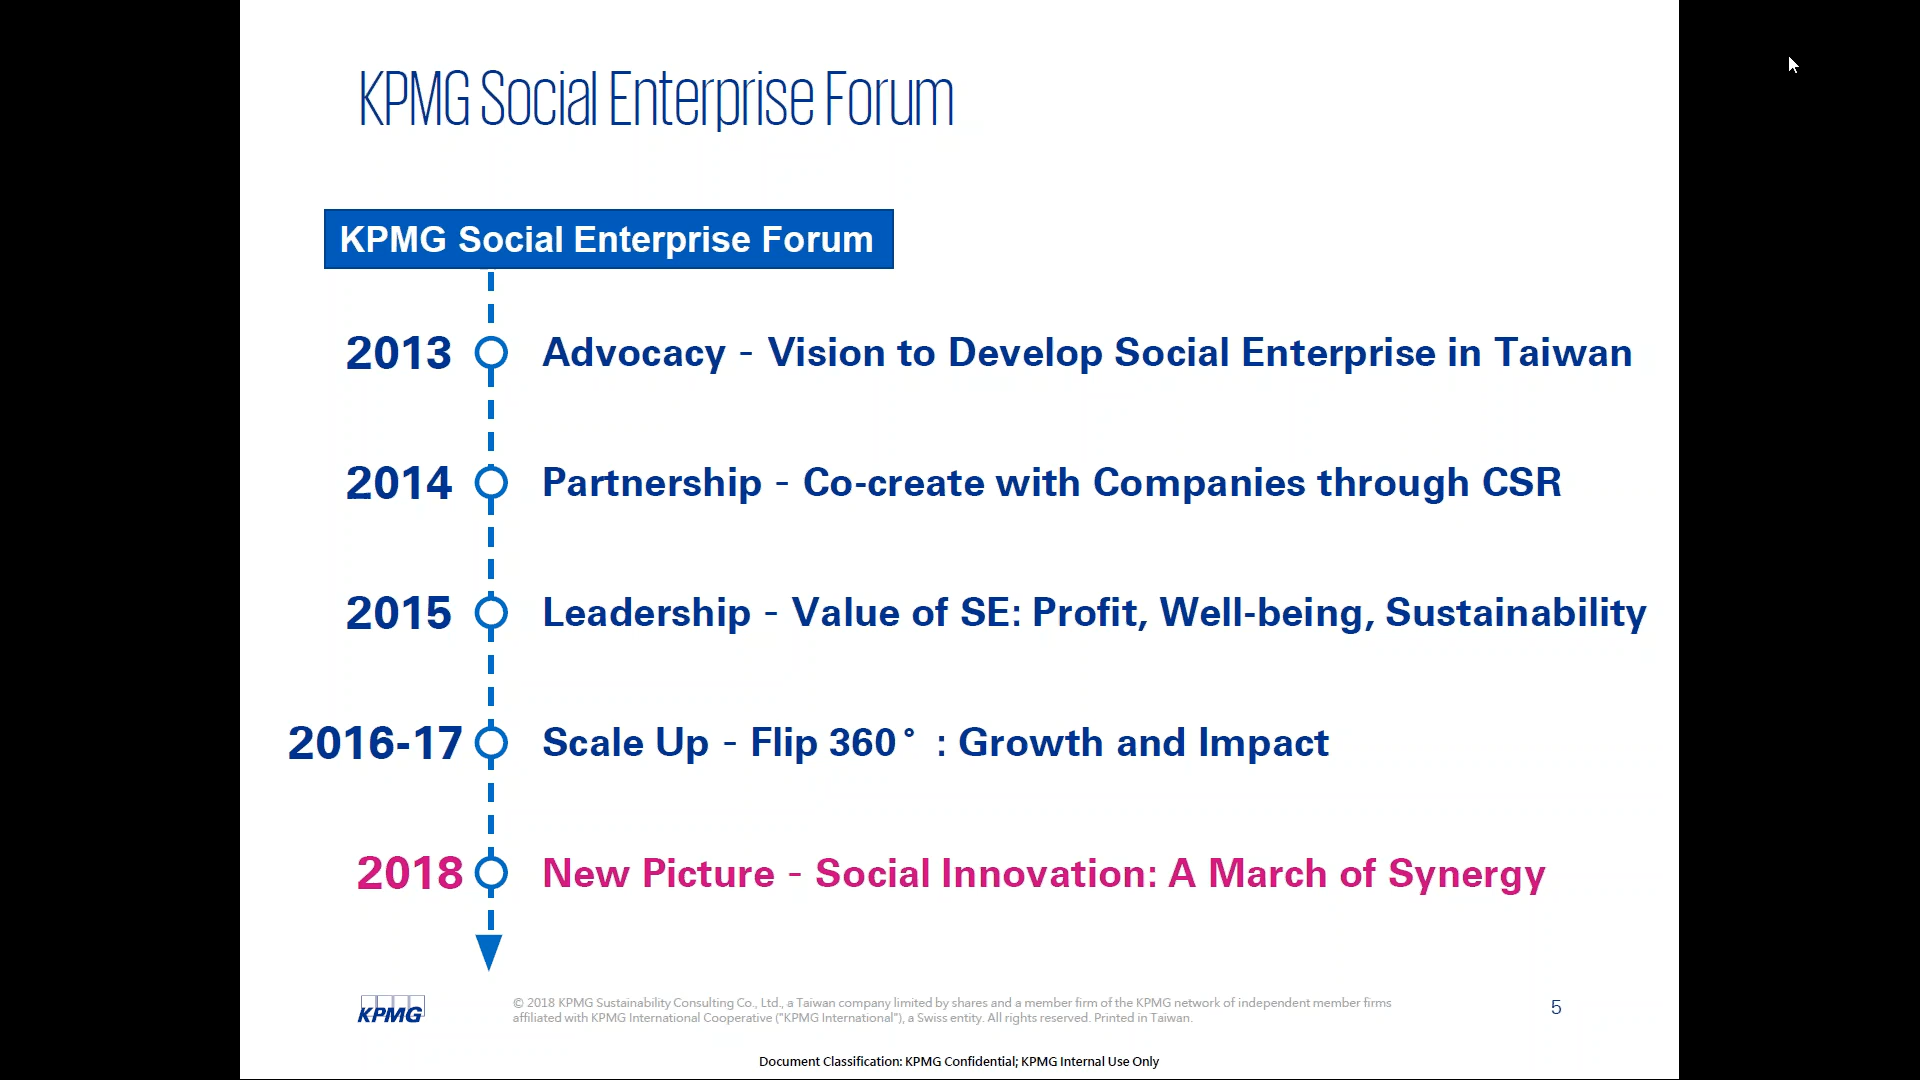 KPMG Social Enterprise Forum
KPMG Social Enterprise Forum
2013 Advocacy - Vision to Develop Social Enterprise in Taiwan
2014 Partnership - Co-create with Companies through CSR
2015 Leadership - Value of SE: Profit, Well-being, Sustainability
2016-17 Scale Up - Flip 360° : Growth and Impact
2018 New Picture - Social Innovation: A March of Synergy
KPMG
© 2018 KPMG Sustainability Consulting Co., Ltd., a Taiwan company limited by shares and a member firm of the KPMG network of independent member firms
affiliated with KPMG International Cooperative ("KPMG International"), a Swiss entity. All rights reserved. Printed in Taiwan.
5
Document Classification: KPMG Confidential; KPMG Internal Use Only